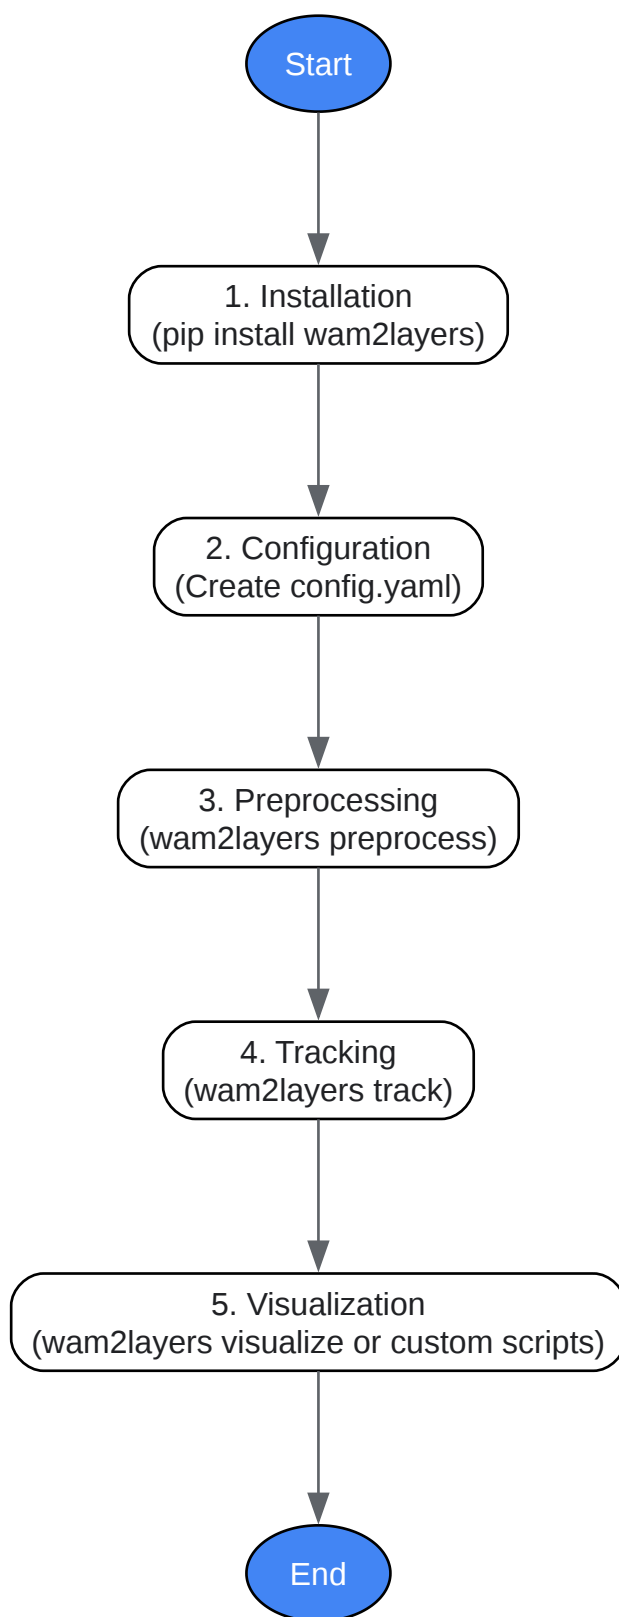 Start
1. Installation
(pip install wam2layers)
2. Configuration
(Create config.yaml)
3. Preprocessing
(wam2layers preprocess)
4. Tracking
(wam2layers track)
5. Visualization
(wam2layers visualize or custom scripts)
End